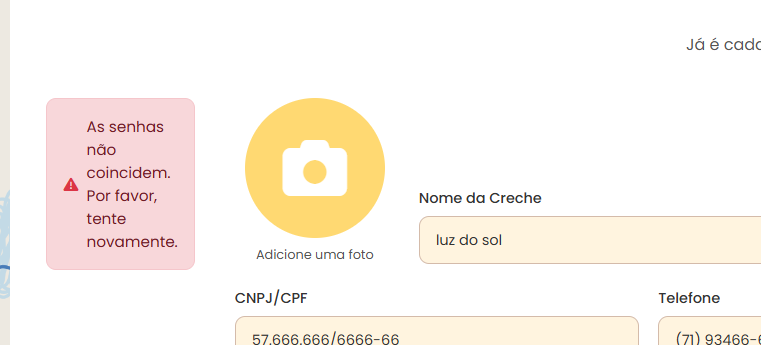 Já é cada
As senhas
não
coincidem.
Por favor,
tente
novamente.
Adicione uma foto
Nome da Creche
luz do sol
CNPJ/CPF
Telefone
57.666.666/6666-66
(71) 93466-6